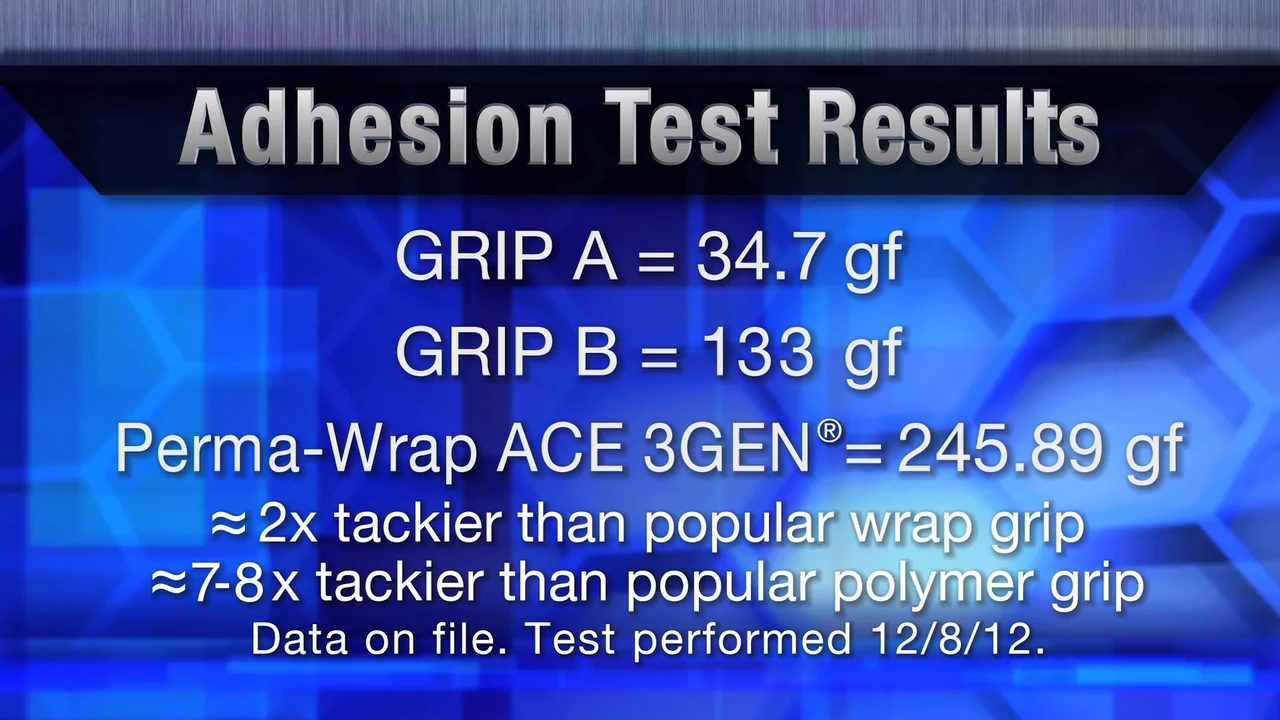 Adhesion Test Results
GRIP A = 34.7 gf
GRIP B = 133 gf
Perma-Wrap ACE 3GEN® = 245.89 gf
≈ 2x tackier than popular wrap grip
≈7-8x tackier than popular polymer grip
Data on file. Test performed 12/8/12.